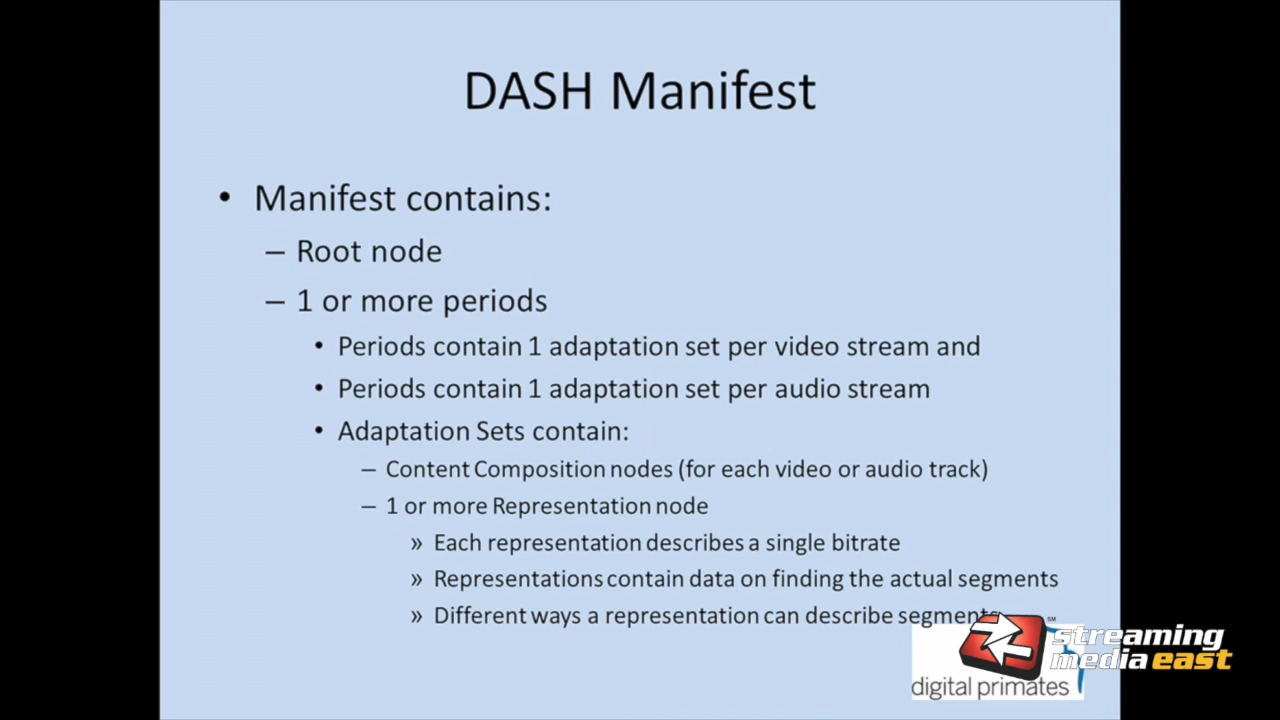 DASH Manifest
• Manifest contains:
– Root node
– 1 or more periods
• Periods contain 1 adaptation set per video stream and
• Periods contain 1 adaptation set per audio stream
• Adaptation Sets contain:
– Content Composition nodes (for each video or audio track)
– 1 or more Representation node
» Each representation describes a single bitrate
» Representations contain data on finding the actual segments
» Different ways a representation can describe segments
SM
streaming
media east
digital primates